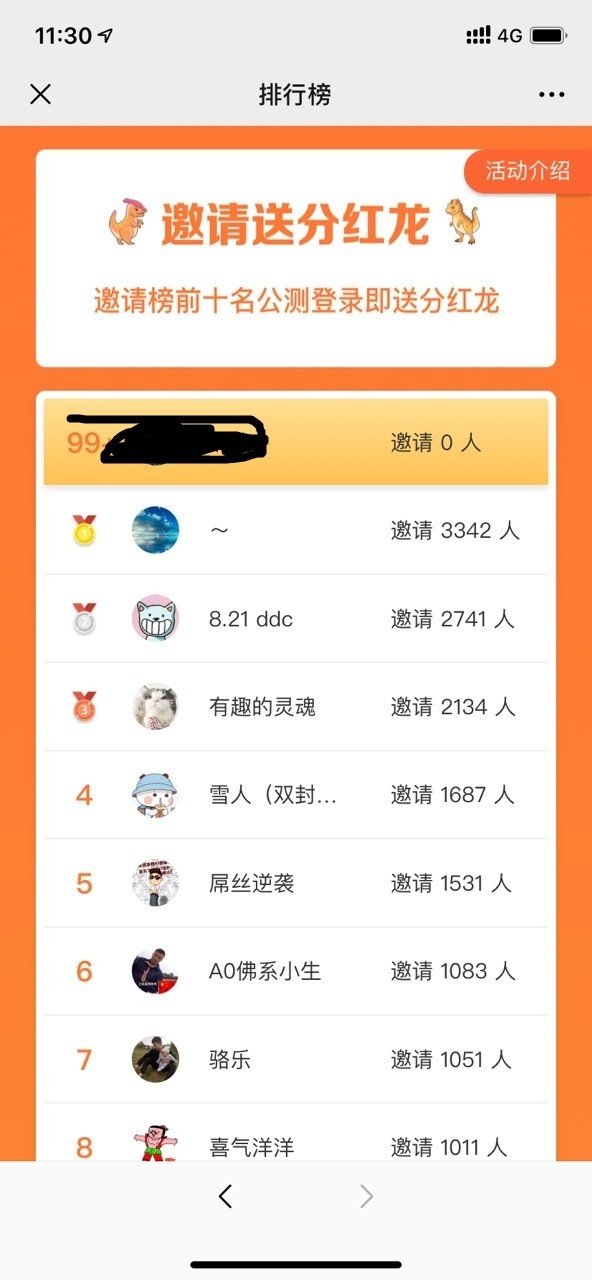 11:30 4G
排行榜
活动介绍
邀请送分红龙
邀请榜前十名公测登录即送分红龙
99 邀请 0 人
1 ～ 邀请 3342 人
2 8.21 ddc 邀请 2741 人
3 有趣的灵魂 邀请 2134 人
4 雪人（双封... 邀请 1687 人
5 屌丝逆袭 邀请 1531 人
6 A0佛系小生 邀请 1083 人
7 骆乐 邀请 1051 人
8 喜气洋洋 邀请 1011 人